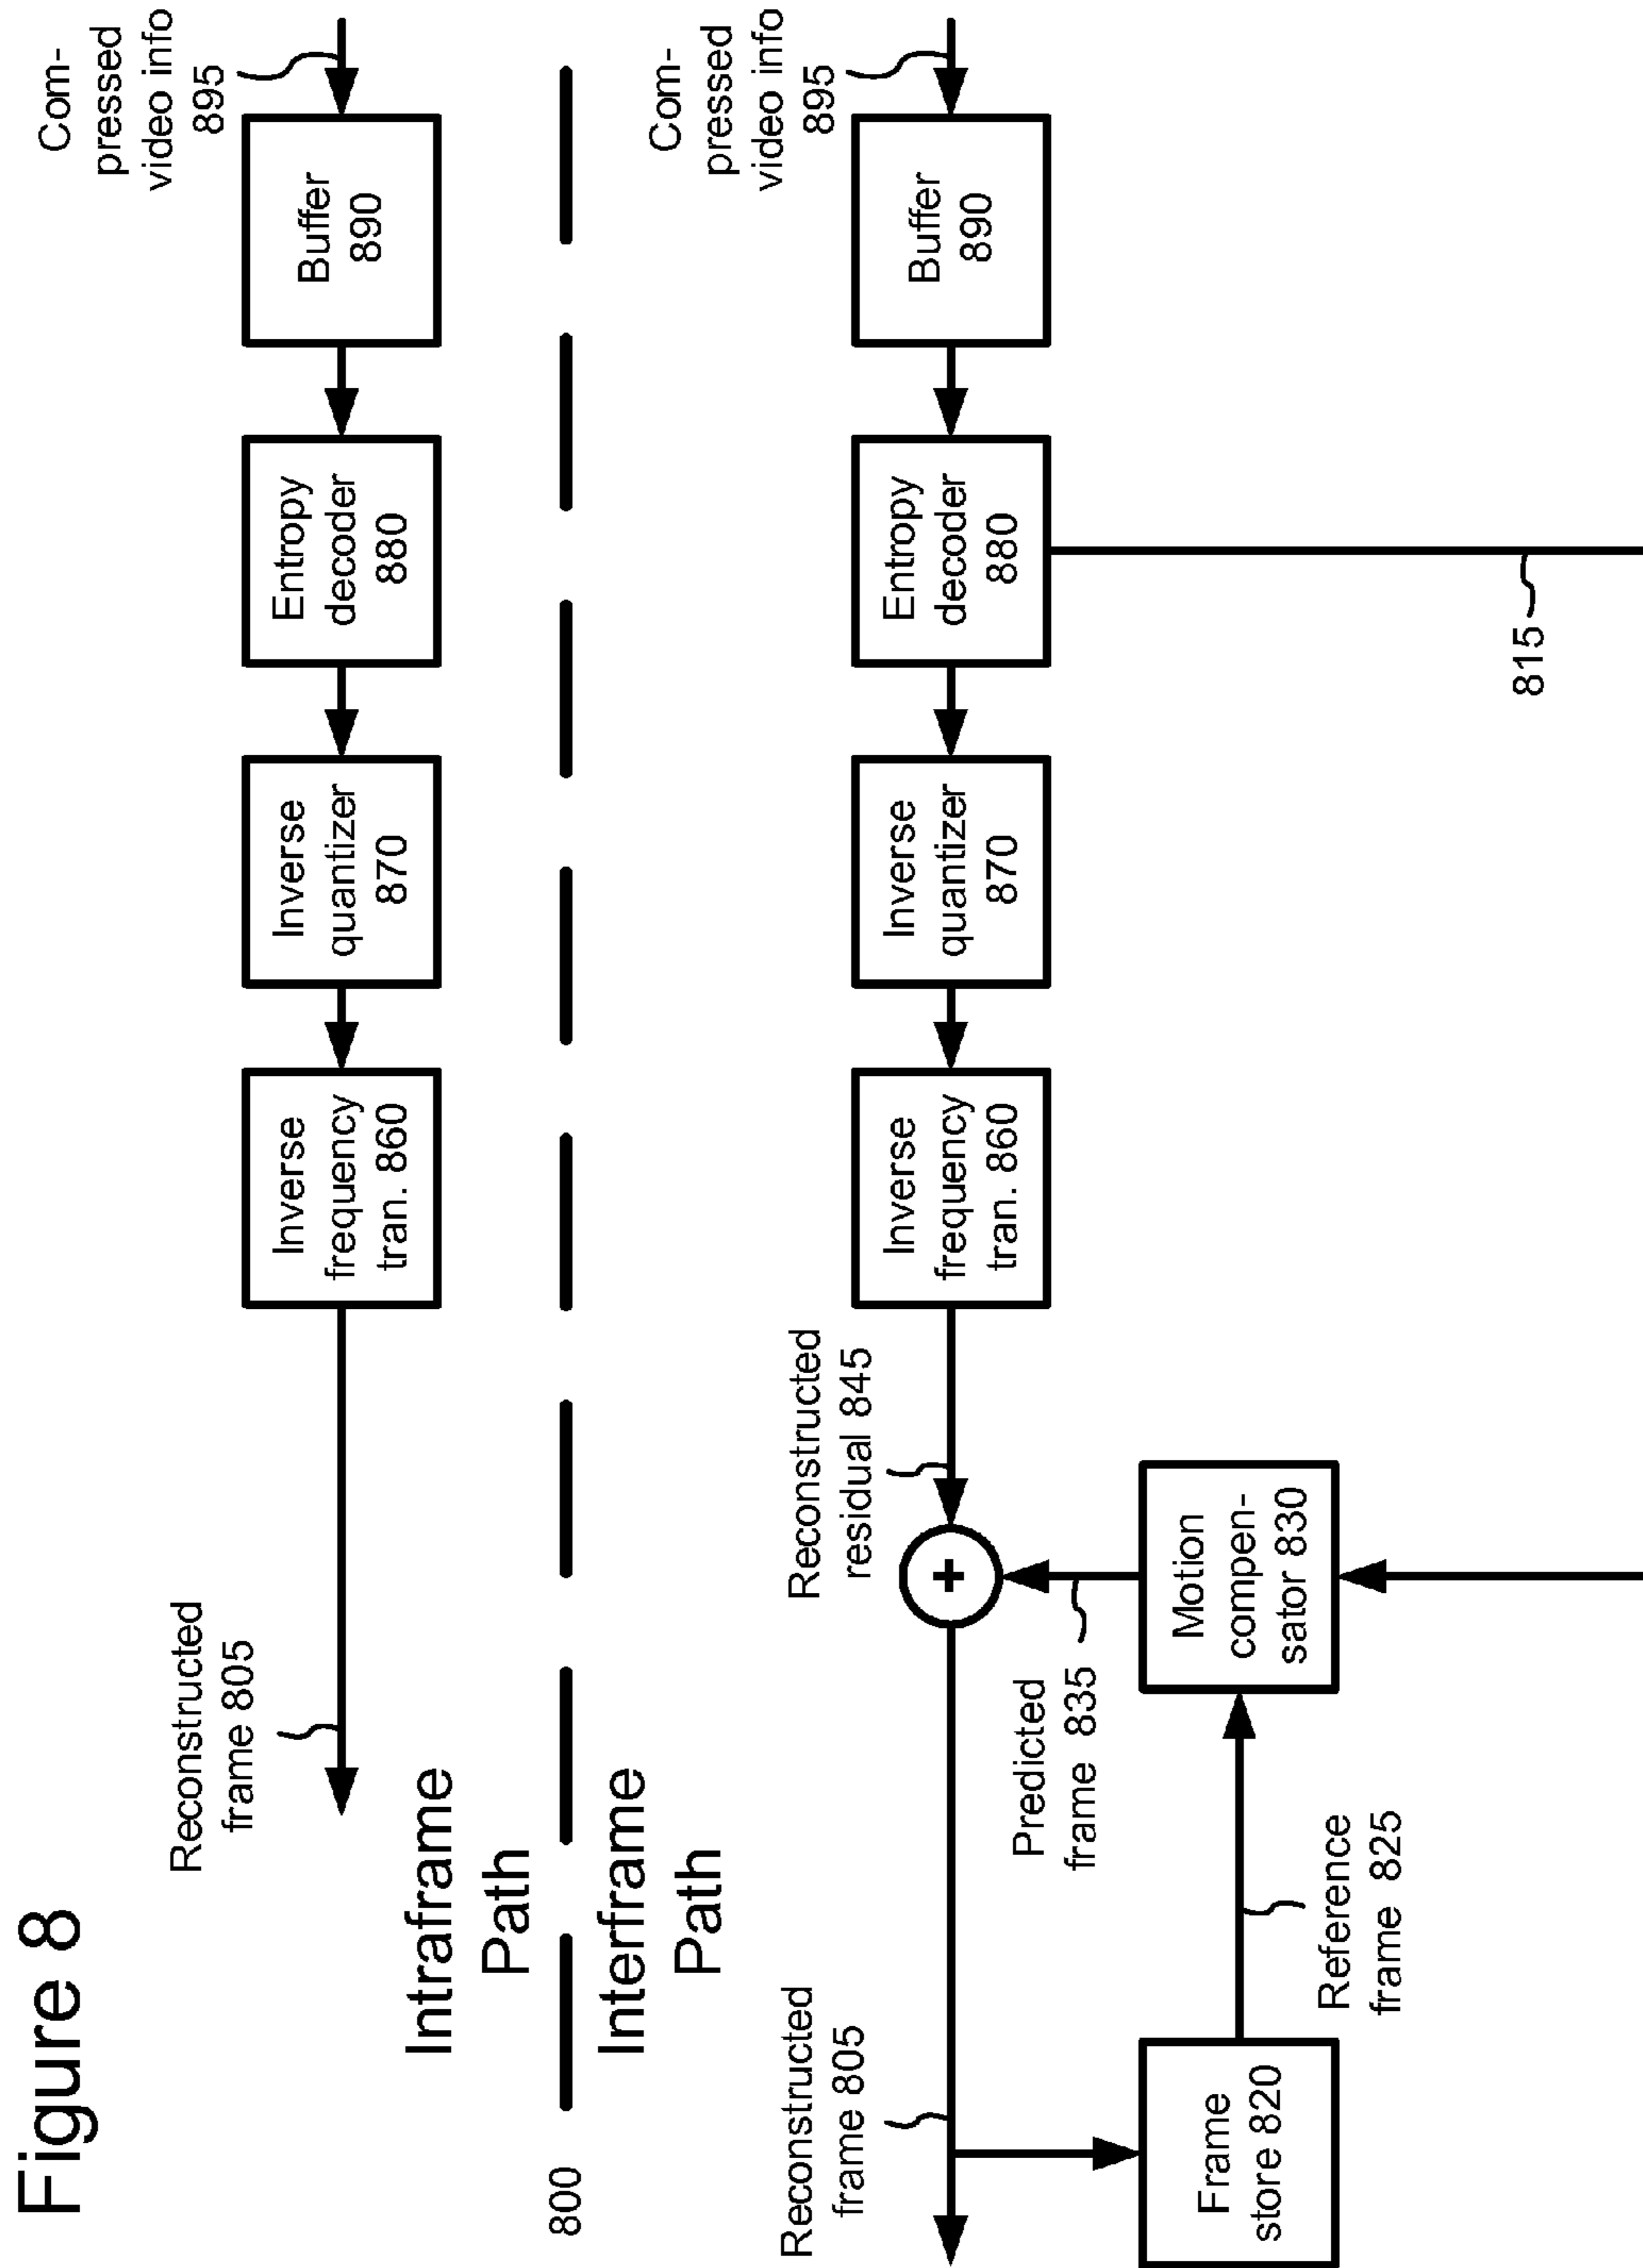 Figure 8
Reconstructed
frame 805
Inverse
frequency
tran. 860
Inverse
quantizer
870
Entropy
decoder
880
Buffer
890
Com-
pressed
video info
895
Intraframe
Path
800
Interframe
Path
Reconstructed
frame 805
Reconstructed
residual 845
Inverse
frequency
tran. 860
Inverse
quantizer
870
Entropy
decoder
880
Buffer
890
Com-
pressed
video info
895
+
Predicted
frame 835
Frame
store 820
Reference
frame 825
Motion
compen-
sator 830
815